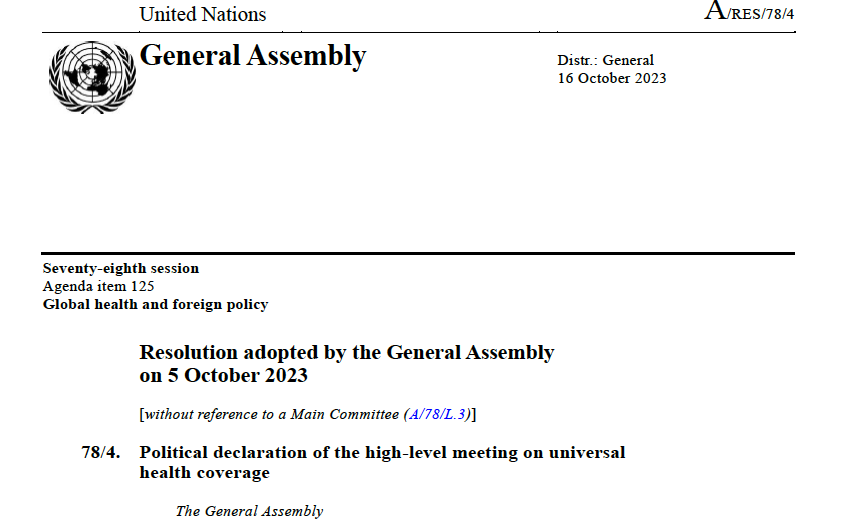 United Nations
A/RES/78/4
General Assembly
Distr.: General
16 October 2023
Seventy-eighth session
Agenda item 125
Global health and foreign policy
Resolution adopted by the General Assembly
on 5 October 2023
[without reference to a Main Committee (A/78/L.3)]
78/4. Political declaration of the high-level meeting on universal
health coverage
The General Assembly